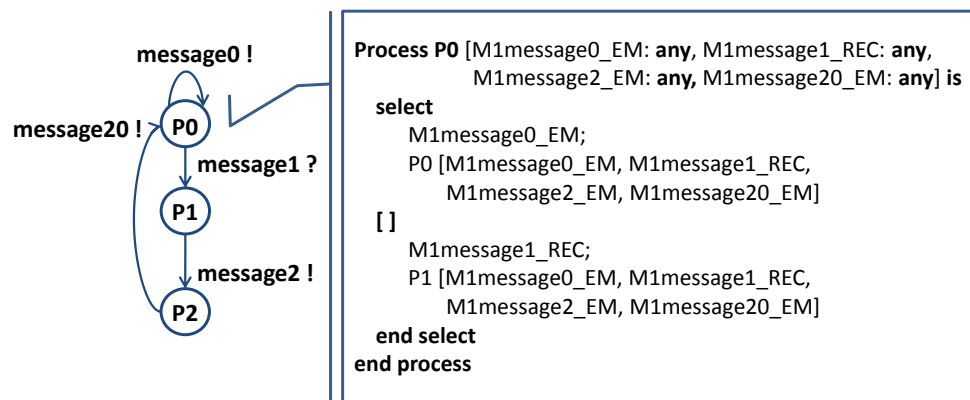 message0 !
P0
message20 !
message1 ?
P1
message2 !
P2
Process P0 [M1message0_EM: any, M1message1_REC: any,
M1message2_EM: any, M1message20_EM: any] is
select
M1message0_EM;
P0 [M1message0_EM, M1message1_REC,
M1message2_EM, M1message20_EM]
[ ]
M1message1_REC;
P1 [M1message0_EM, M1message1_REC,
M1message2_EM, M1message20_EM]
end select
end process